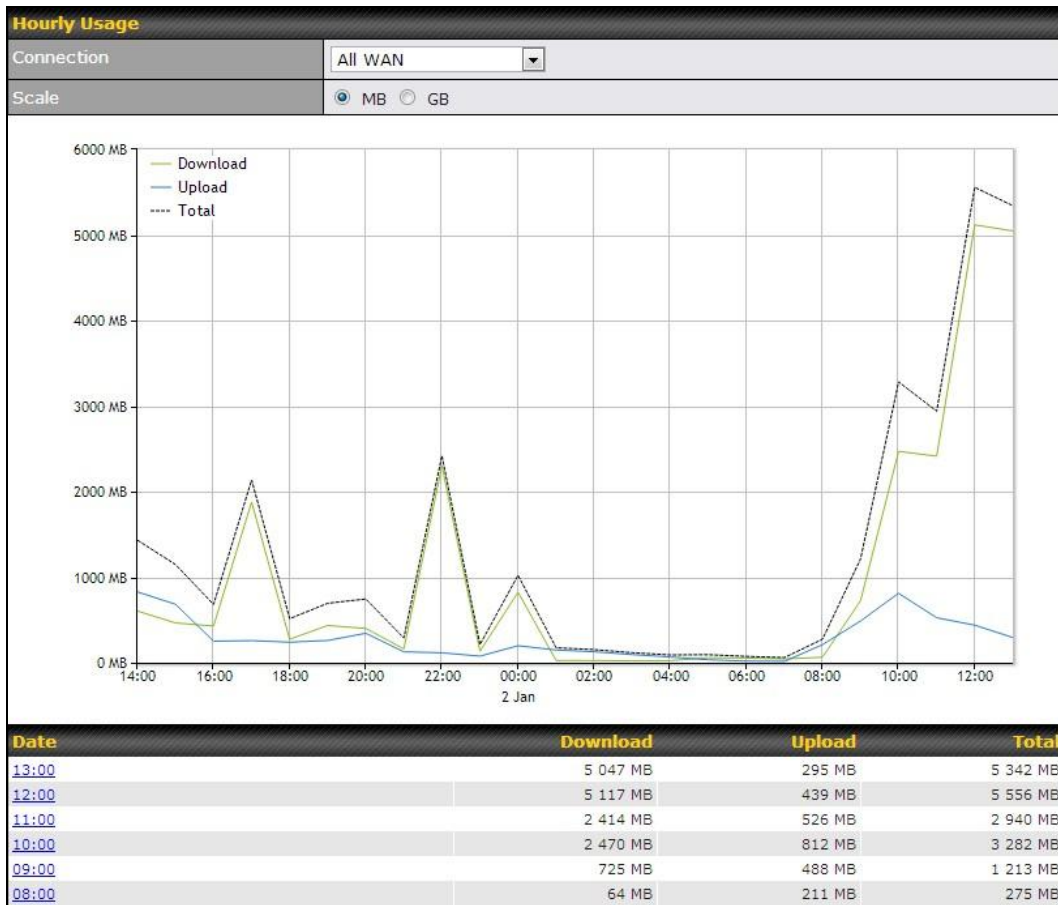 Hourly Usage
Connection All WAN
Scale MB GB
6000 MB
Download
Upload
Total
5000 MB
4000 MB
3000 MB
2000 MB
1000 MB
0 MB
14:00 16:00 18:00 20:00 22:00 00:00 02:00 04:00 06:00 08:00 10:00 12:00
2 Jan
Date Download Upload Total
13:00 5 047 MB 295 MB 5 342 MB
12:00 5 117 MB 439 MB 5 556 MB
11:00 2 414 MB 526 MB 2 940 MB
10:00 2 470 MB 812 MB 3 282 MB
09:00 725 MB 488 MB 1 213 MB
08:00 64 MB 211 MB 275 MB